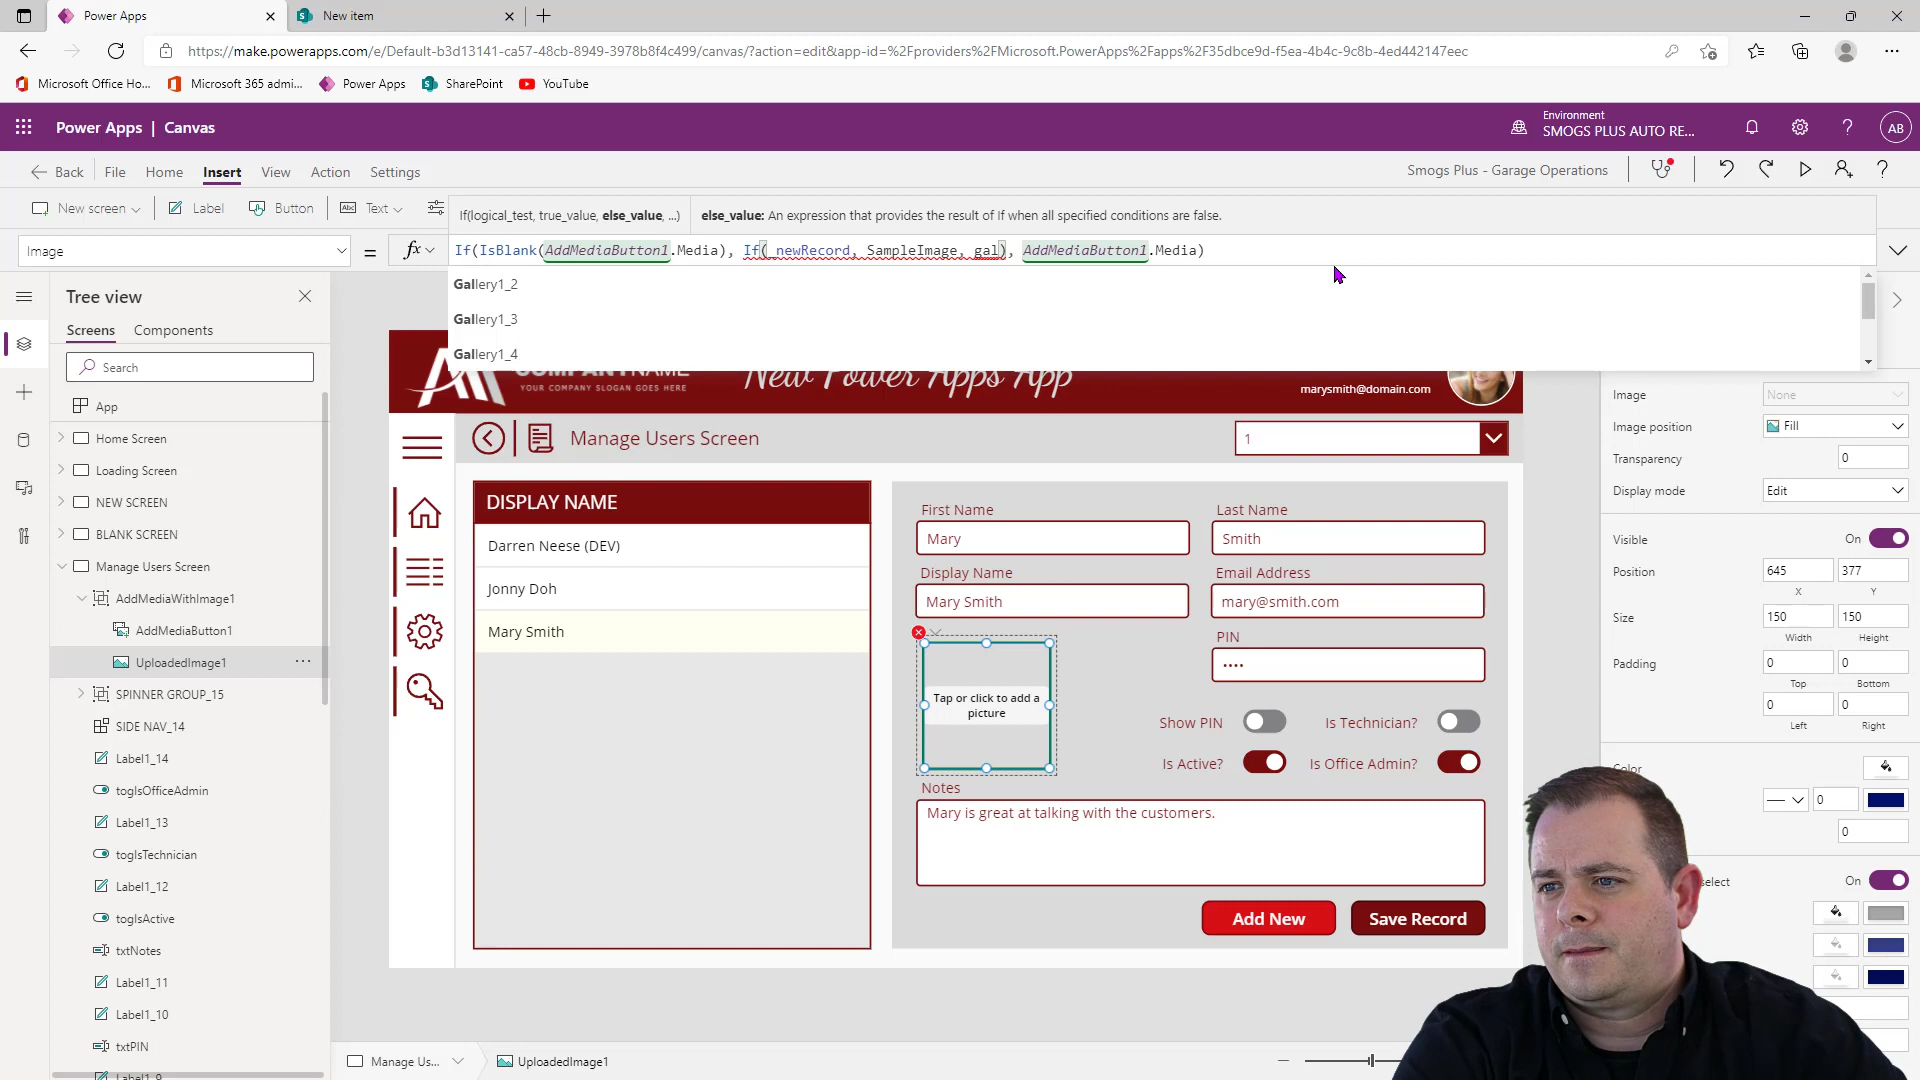 Power Apps
New item
https://make.powerapps.com/e/Default-b3d13141-ca57-48cb-8949-3978b8f4c499/canvas/?action=edit&app-id=%2Fproviders%2FMicrosoft.PowerApps%2Fapps%2F35dbce9d-f5ea-4b4c-9c8b-4ed442147eec
Microsoft Office Ho...
Microsoft 365 admi...
Power Apps
SharePoint
YouTube
Power Apps | Canvas
Environment
SMOGS PLUS AUTO RE...
AB
Back
File
Home
Insert
View
Action
Settings
Smogs Plus - Garage Operations
New screen
Label
Button
Text
If(logical_test, true_value, else_value, ...)
else_value: An expression that provides the result of If when all specified conditions are false.
Image
=
fx
If(IsBlank(AddMediaButton1.Media), If(_newRecord, SampleImage, gal), AddMediaButton1.Media)
Gallery1_2
Gallery1_3
Gallery1_4
Tree view
Screens
Components
Search
App
Home Screen
Loading Screen
NEW SCREEN
BLANK SCREEN
Manage Users Screen
AddMediaWithImage1
AddMediaButton1
UploadedImage1
SPINNER GROUP_15
SIDE NAV_14
Label1_14
togIsOfficeAdmin
Label1_13
togIsTechnician
Label1_12
togIsActive
txtNotes
Label1_11
Label1_10
txtPIN
Label1_9
COMPANY NAME
YOUR COMPANY SLOGAN GOES HERE
New Power Apps App
marysmith@domain.com
Manage Users Screen
1
DISPLAY NAME
Darren Neese (DEV)
Jonny Doh
Mary Smith
First Name
Last Name
Mary
Smith
Display Name
Email Address
Mary Smith
mary@smith.com
PIN
••••
Tap or click to add a
picture
Show PIN
Is Technician?
Is Active?
Is Office Admin?
Notes
Mary is great at talking with the customers.
Add New
Save Record
Image
None
Image position
Fill
Transparency
0
Display mode
Edit
Visible
On
Position
645
377
X
Y
Size
150
150
Width
Height
Padding
0
0
Top
Bottom
0
0
Left
Right
Color
0
0
select
On
Manage Us...
UploadedImage1